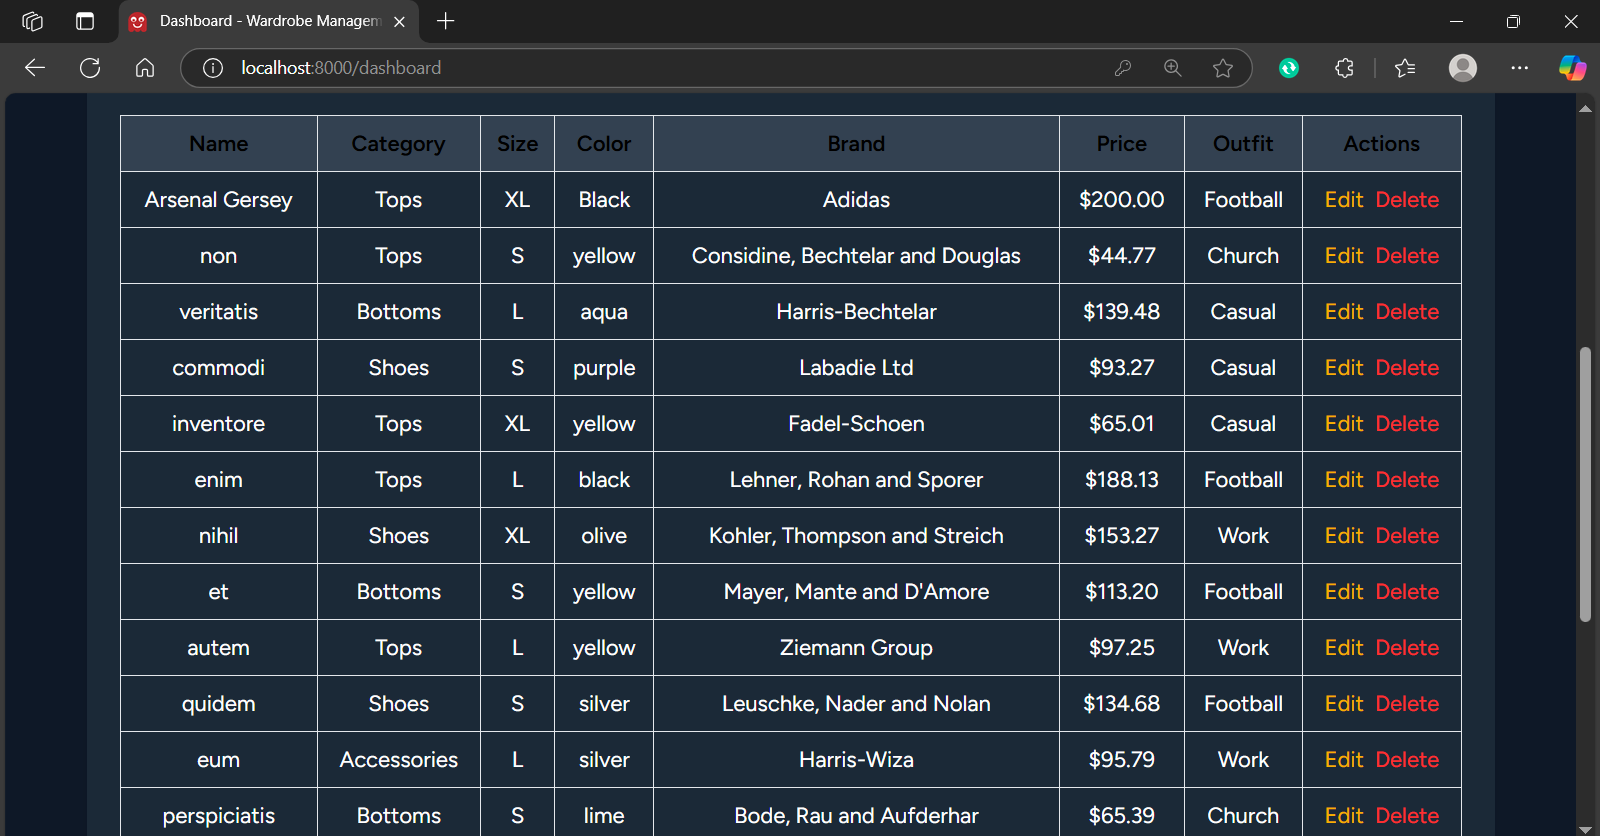 Dashboard - Wardrobe Managem
localhost:8000/dashboard
Name Category Size Color Brand Price Outfit Actions
Arsenal Gersey Tops XL Black Adidas $200.00 Football Edit Delete
non Tops S yellow Considine, Bechtelar and Douglas $44.77 Church Edit Delete
veritatis Bottoms L aqua Harris-Bechtelar $139.48 Casual Edit Delete
commodi Shoes S purple Labadie Ltd $93.27 Casual Edit Delete
inventore Tops XL yellow Fadel-Schoen $65.01 Casual Edit Delete
enim Tops L black Lehner, Rohan and Sporer $188.13 Football Edit Delete
nihil Shoes XL olive Kohler, Thompson and Streich $153.27 Work Edit Delete
et Bottoms S yellow Mayer, Mante and D'Amore $113.20 Football Edit Delete
autem Tops L yellow Ziemann Group $97.25 Work Edit Delete
quidem Shoes S silver Leuschke, Nader and Nolan $134.68 Football Edit Delete
eum Accessories L silver Harris-Wiza $95.79 Work Edit Delete
perspiciatis Bottoms S lime Bode, Rau and Aufderhar $65.39 Church Edit Delete